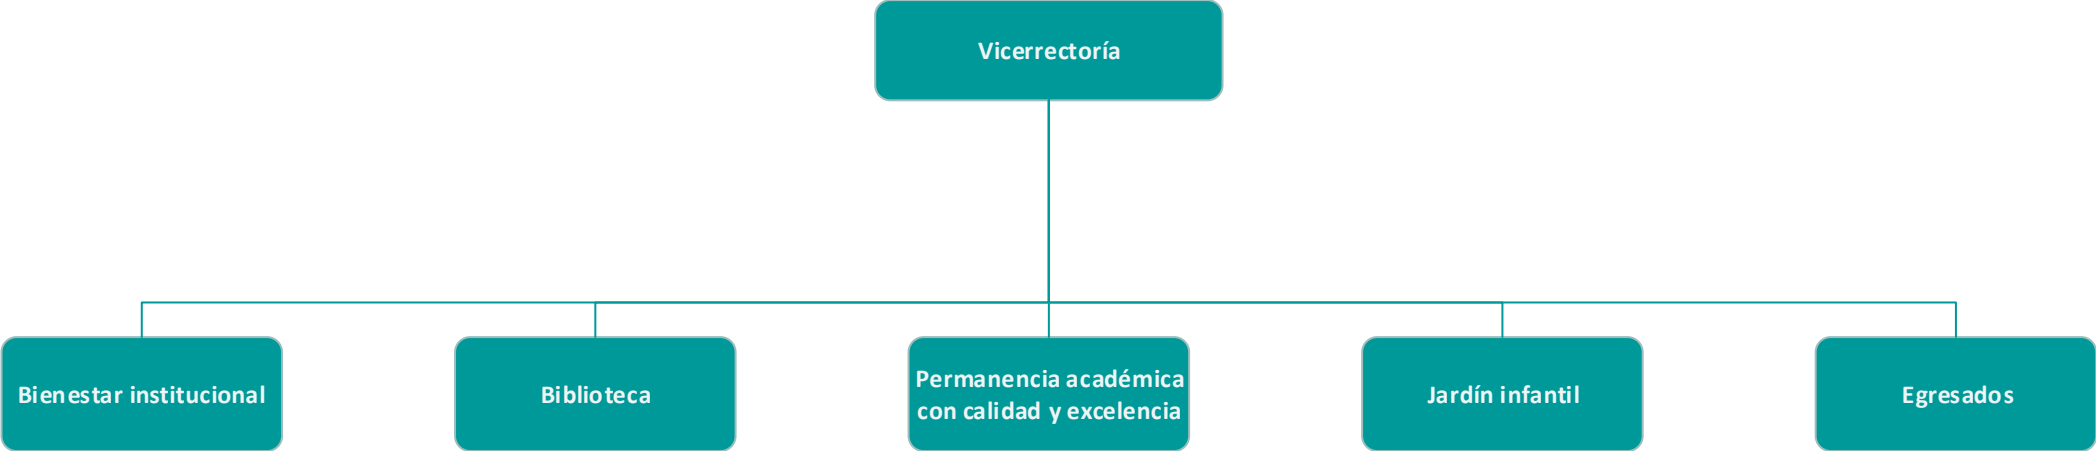 Vicerrectoría
Bienestar institucional
Biblioteca
Permanencia académica
con calidad y excelencia
Jardín infantil
Egresados